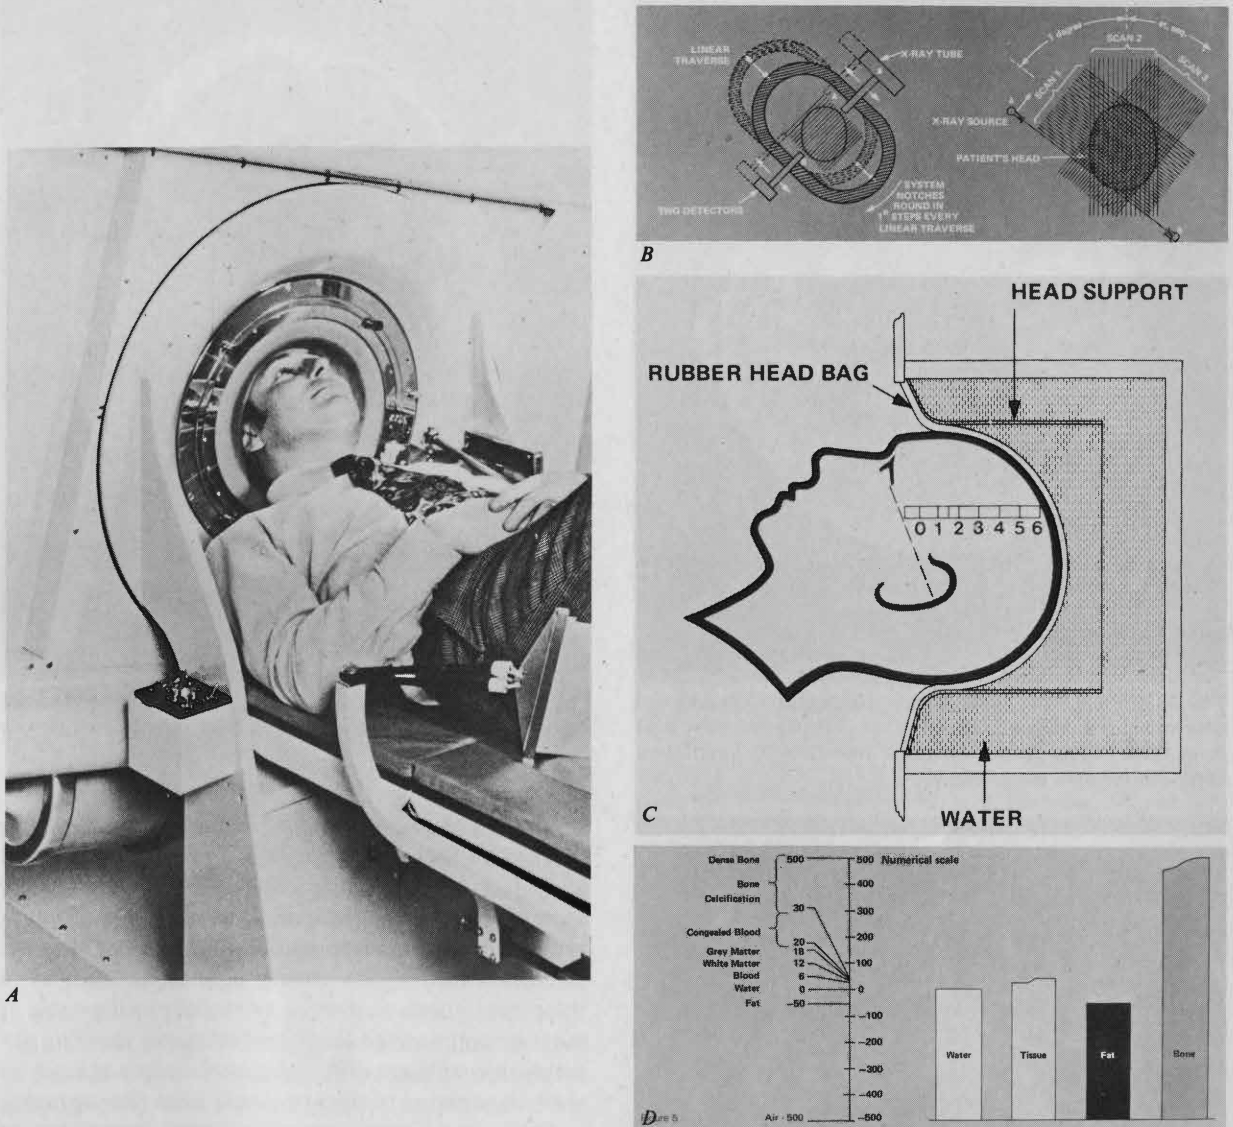 A
LINEAR
TRAVERSE
X-RAY TUBE
TWO DETECTORS
SYSTEM
NOTCHES
ROUND IN
1° STEPS EVERY
LINEAR TRAVERSE
1 degree
SCAN 1
SCAN 2
SCAN 3
X-RAY SOURCE
PATIENT'S HEAD
B
HEAD SUPPORT
RUBBER HEAD BAG
0 1 2 3 4 5 6
WATER
C
Dense Bone 500
Bone
Calcification
30
Congealed Blood
20
Grey Matter 18
White Matter 12
Blood 6
Water 0
Fat -50
Air - 500
500 Numerical scale
400
300
200
100
0
-100
-200
-300
-400
-500
Water
Tissue
Fat
Bone
Figure 5
D